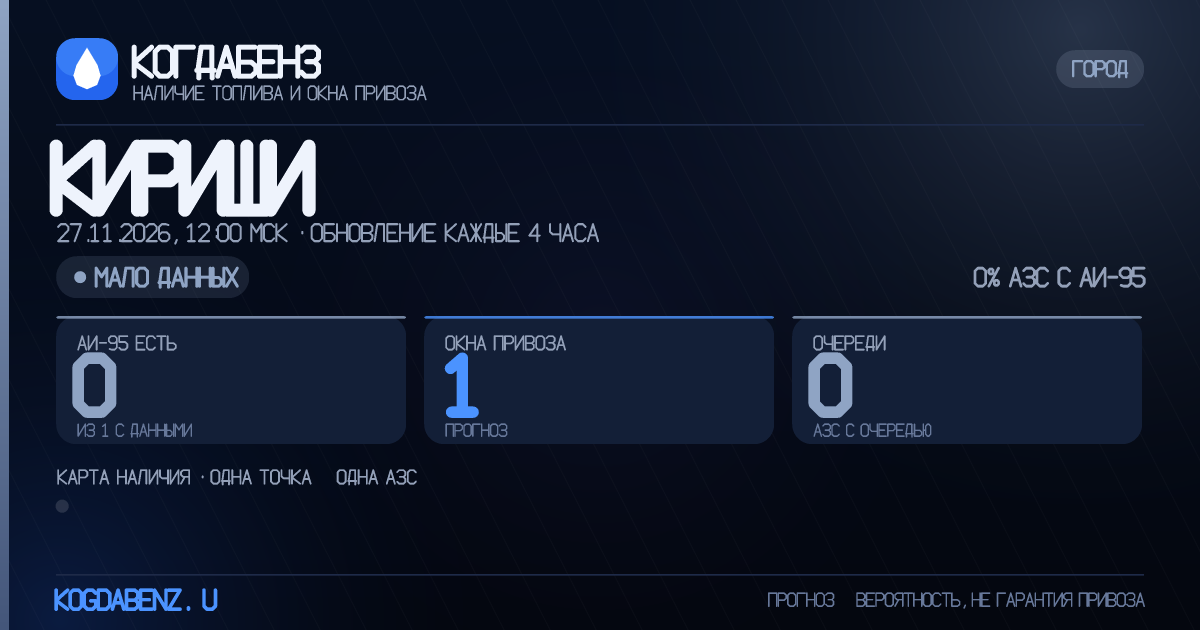 КОГДАБЕНЗ
НАЛИЧИЕ ТОПЛИВА И ОКНА ПРИВОЗА
ГОРОД
КИРИШИ
27.11.2026, 12:00 МСК · ОБНОВЛЕНИЕ КАЖДЫЕ 4 ЧАСА
МАЛО ДАННЫХ
0% АЗС С АИ-95
АИ-95 ЕСТЬ
0
ИЗ 1 С ДАННЫМИ
ОКНА ПРИВОЗА
1
ПРОГНОЗ
ОЧЕРЕДИ
0
АЗС С ОЧЕРЕДЬЮ
КАРТА НАЛИЧИЯ · ОДНА ТОЧКА ОДНА АЗС
KOGDABENZ. U
ПРОГНОЗ ВЕРОЯТНОСТЬ, НЕ ГАРАНТИЯ ПРИВОЗА